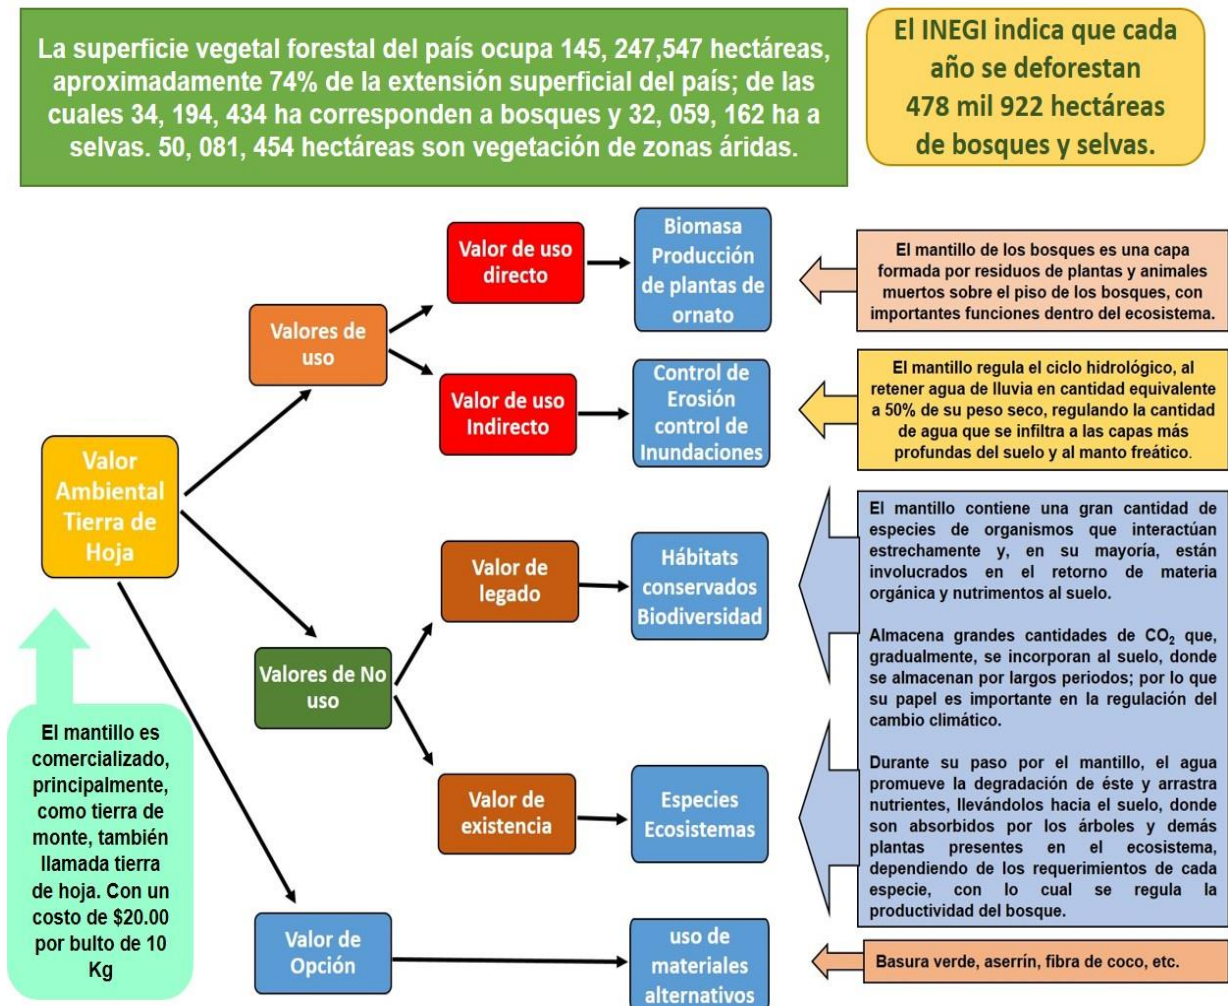 La superficie vegetal forestal del país ocupa 145, 247,547 hectáreas,
aproximadamente 74% de la extensión superficial del país; de las
cuales 34, 194, 434 ha corresponden a bosques y 32, 059, 162 ha a
selvas. 50, 081, 454 hectáreas son vegetación de zonas áridas.
El INEGI indica que cada
año se deforestan
478 mil 922 hectáreas
de bosques y selvas.
Valor
Ambiental
Tierra de
Hoja
El mantillo es
comercializado,
principalmente,
como tierra de
monte, también
llamada tierra
de hoja. Con un
costo de $20.00
por bulto de 10
Kg
Valores de
uso
Valor de uso
directo
Biomasa
Producción
de plantas de
ornato
El mantillo de los bosques es una capa
formada por residuos de plantas y animales
muertos sobre el piso de los bosques, con
importantes funciones dentro del ecosistema.
Valor de uso
Indirecto
Control de
Erosión
control de
Inundaciones
El mantillo regula el ciclo hidrológico, al
retener agua de lluvia en cantidad equivalente
a 50% de su peso seco, regulando la cantidad
de agua que se infiltra a las capas más
profundas del suelo y al manto freático.
Valores de No
uso
Valor de
legado
Hábitats
conservados
Biodiversidad
Valor de
existencia
Especies
Ecosistemas
El mantillo contiene una gran cantidad de
especies de organismos que interactúan
estrechamente y, en su mayoría, están
involucrados en el retorno de materia
orgánica y nutrimentos al suelo.
Almacena grandes cantidades de CO₂ que,
gradualmente, se incorporan al suelo, donde
se almacenan por largos periodos; por lo que
su papel es importante en la regulación del
cambio climático.
Durante su paso por el mantillo, el agua
promueve la degradación de éste y arrastra
nutrientes, llevándolos hacia el suelo, donde
son absorbidos por los árboles y demás
plantas presentes en el ecosistema,
dependiendo de los requerimientos de cada
especie, con lo cual se regula la
productividad del bosque.
Valor de
Opción
uso de
materiales
alternativos
Basura verde, aserrín, fibra de coco, etc.